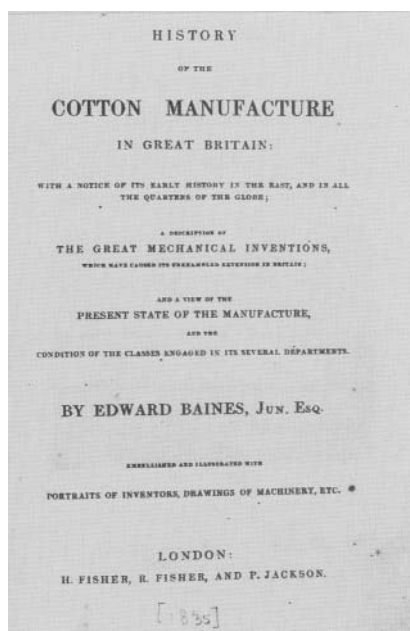 HISTORY
OF THE
COTTON MANUFACTURE
IN GREAT BRITAIN:
WITH A NOTICE OF ITS EARLY HISTORY IN THE EAST, AND IN ALL
THE QUARTERS OF THE GLOBE;
A DESCRIPTION OF
THE GREAT MECHANICAL INVENTIONS,
WHICH HAVE CAUSED ITS UNEXAMPLED EXTENSION IN BRITAIN;
AND A VIEW OF THE
PRESENT STATE OF THE MANUFACTURE,
AND THE
CONDITION OF THE CLASSES ENGAGED IN ITS SEVERAL DEPARTMENTS.
BY EDWARD BAINES, JUN. ESQ.
EMBELLISHED AND ILLUSTRATED WITH
PORTRAITS OF INVENTORS, DRAWINGS OF MACHINERY, ETC.
LONDON:
H. FISHER, R. FISHER, AND P. JACKSON.
[1835]